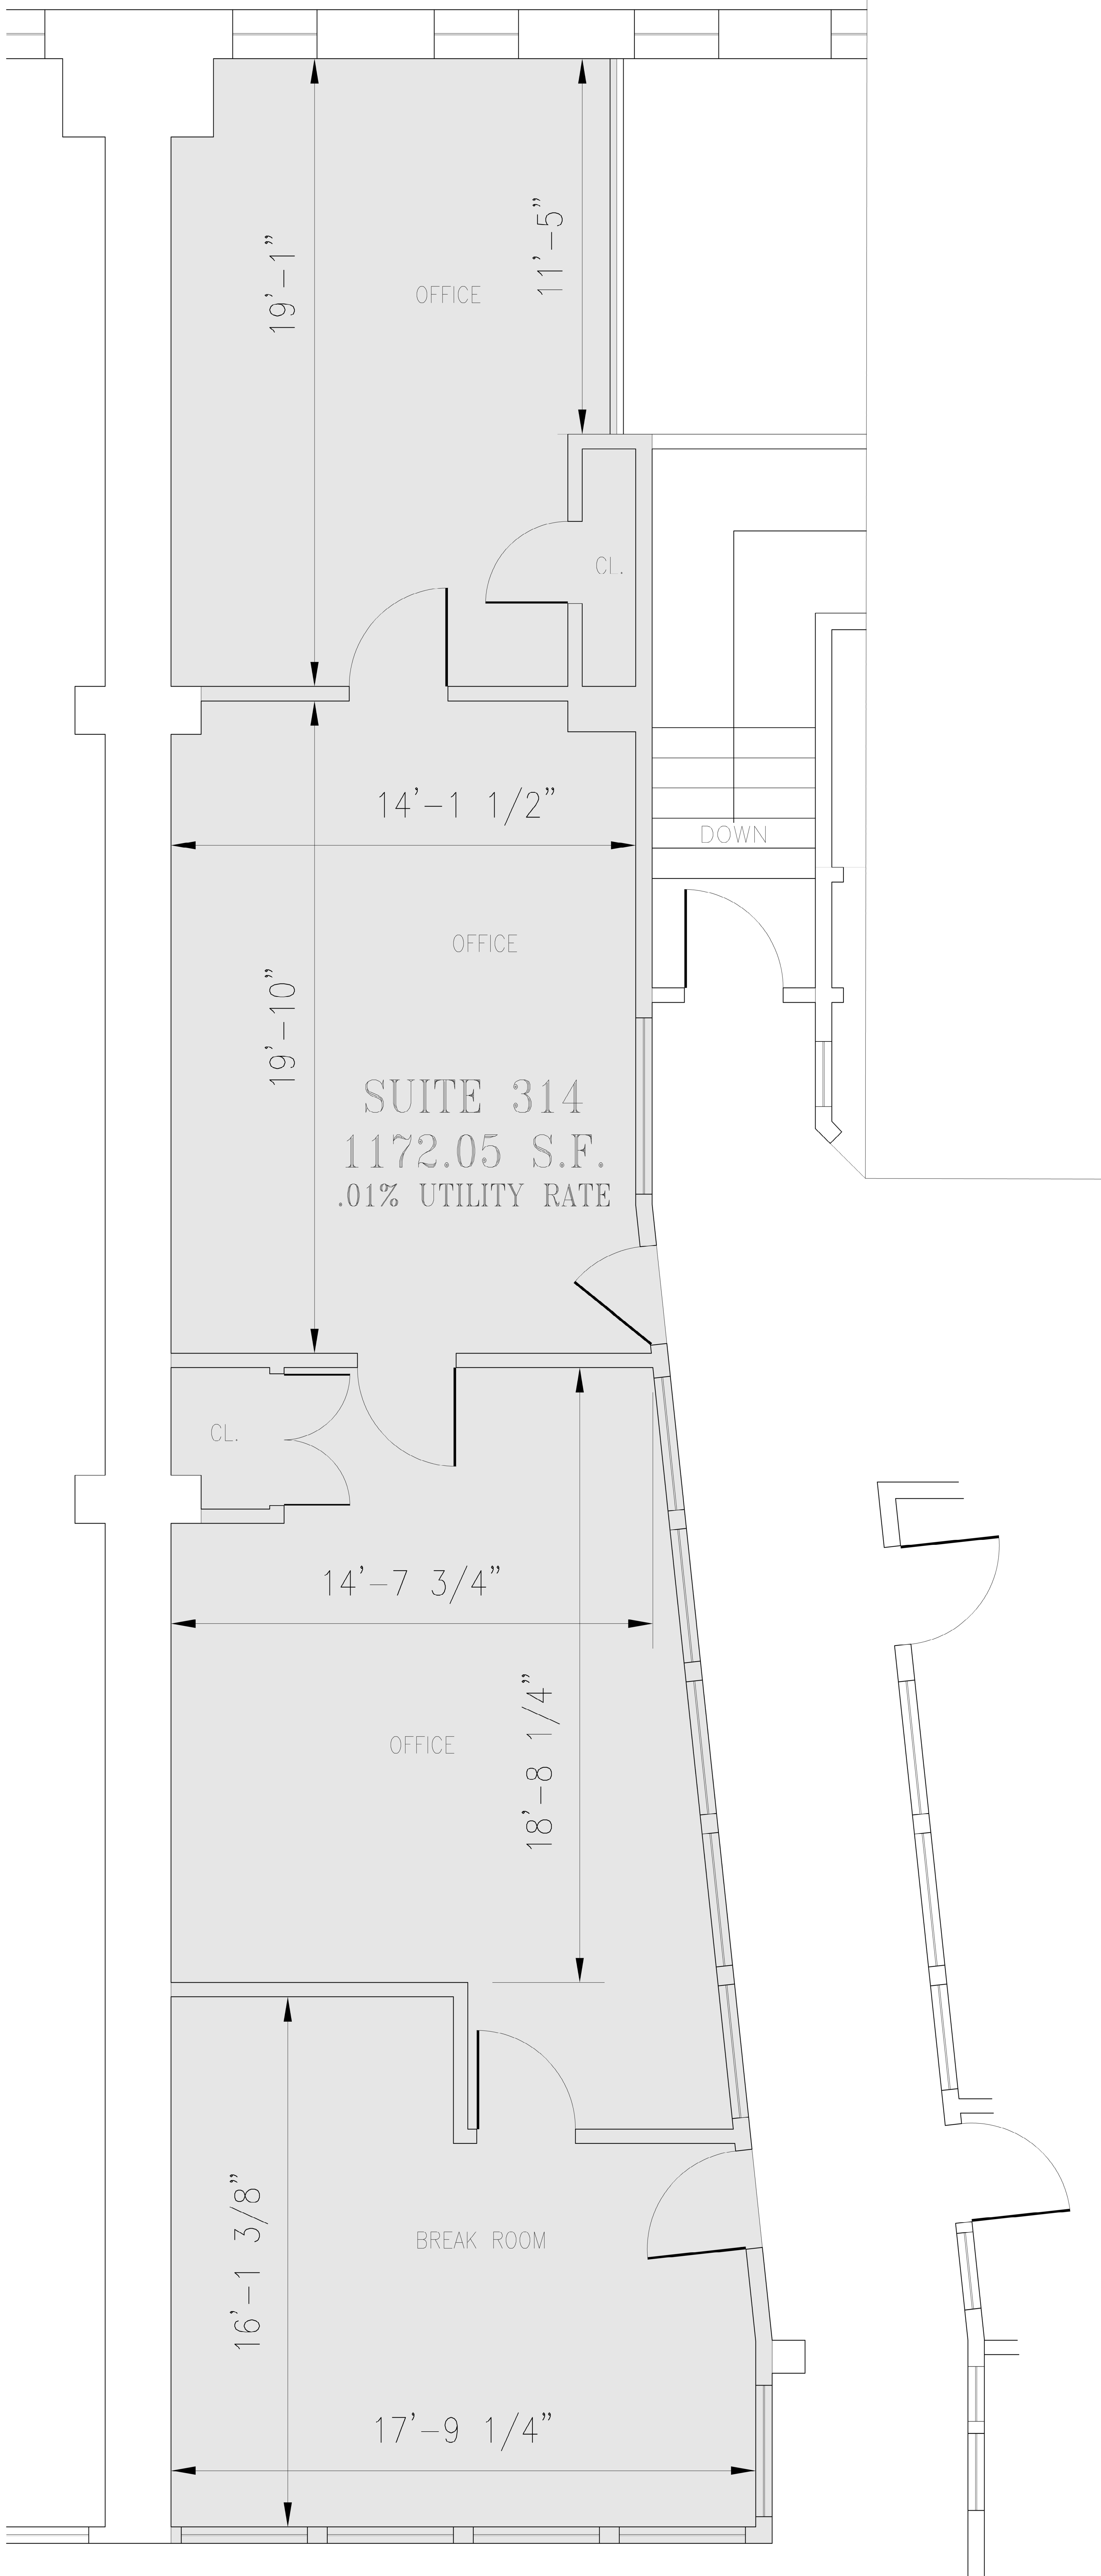 19'-1"
11'-5"
OFFICE
CL.
14'-1 1/2"
DOWN
OFFICE
19'-10"
SUITE 314
1172.05 S.F.
.01% UTILITY RATE
CL.
14'-7 3/4"
18'-8 1/4"
OFFICE
16'-1 3/8"
BREAK ROOM
17'-9 1/4"